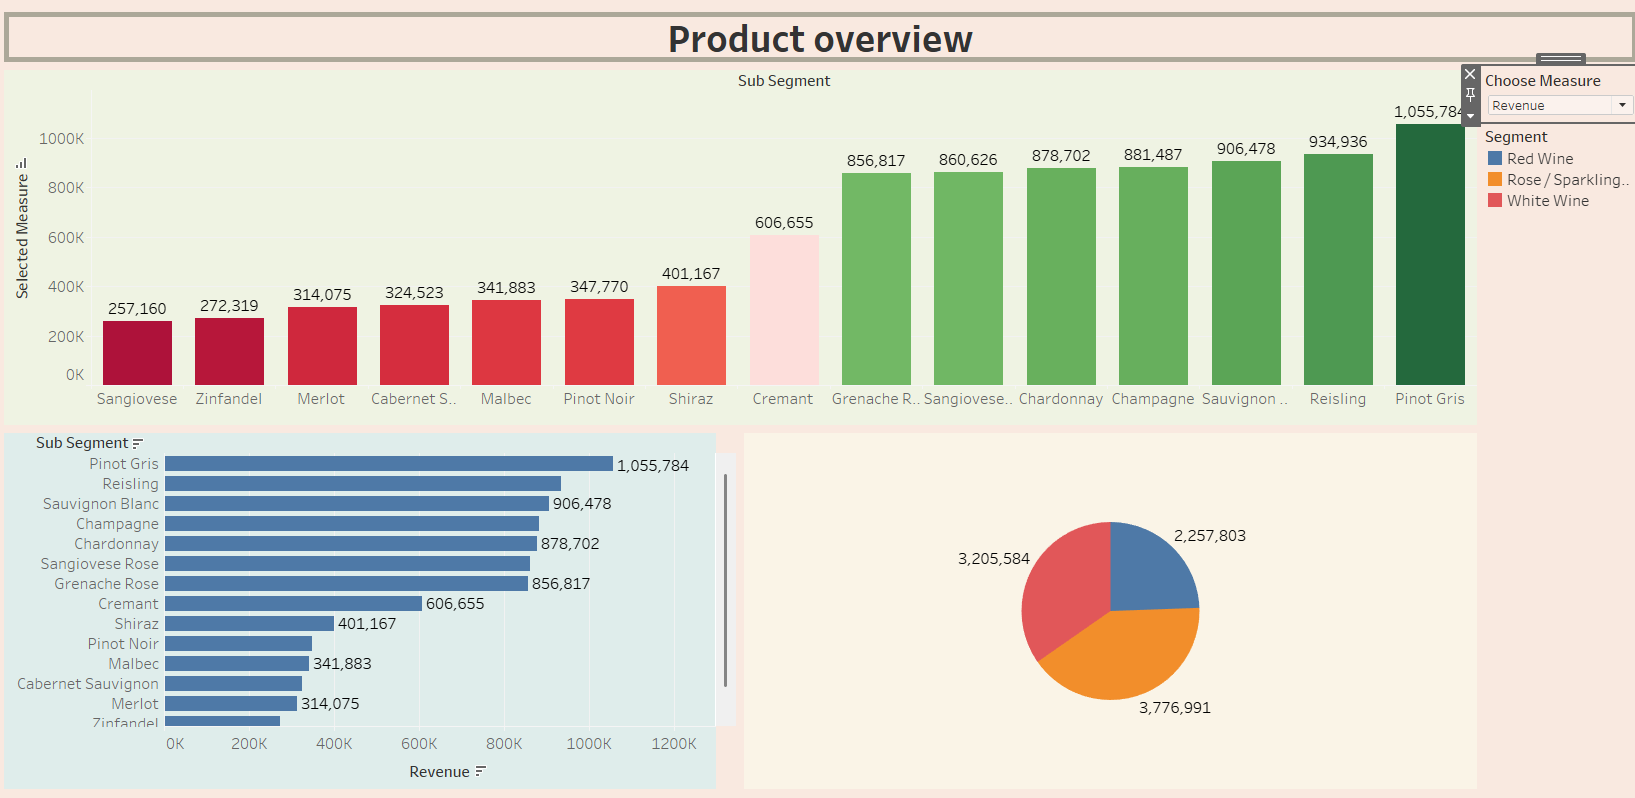 Product overview
Sub Segment
Choose Measure
Revenue
Segment
Red Wine
Rose / Sparkling..
White Wine
Selected Measure
1000K
800K
600K
400K
200K
0K
257,160
272,319
314,075
324,523
341,883
347,770
401,167
606,655
856,817
860,626
878,702
881,487
906,478
934,936
1,055,784
Sangiovese
Zinfandel
Merlot
Cabernet S..
Malbec
Pinot Noir
Shiraz
Cremant
Grenache R..
Sangiovese..
Chardonnay
Champagne
Sauvignon ..
Reisling
Pinot Gris
Sub Segment
Pinot Gris 1,055,784
Reisling
Sauvignon Blanc 906,478
Champagne
Chardonnay 878,702
Sangiovese Rose
Grenache Rose 856,817
Cremant 606,655
Shiraz 401,167
Pinot Noir
Malbec 341,883
Cabernet Sauvignon
Merlot 314,075
Zinfandel
0K 200K 400K 600K 800K 1000K 1200K
Revenue
2,257,803
3,205,584
3,776,991